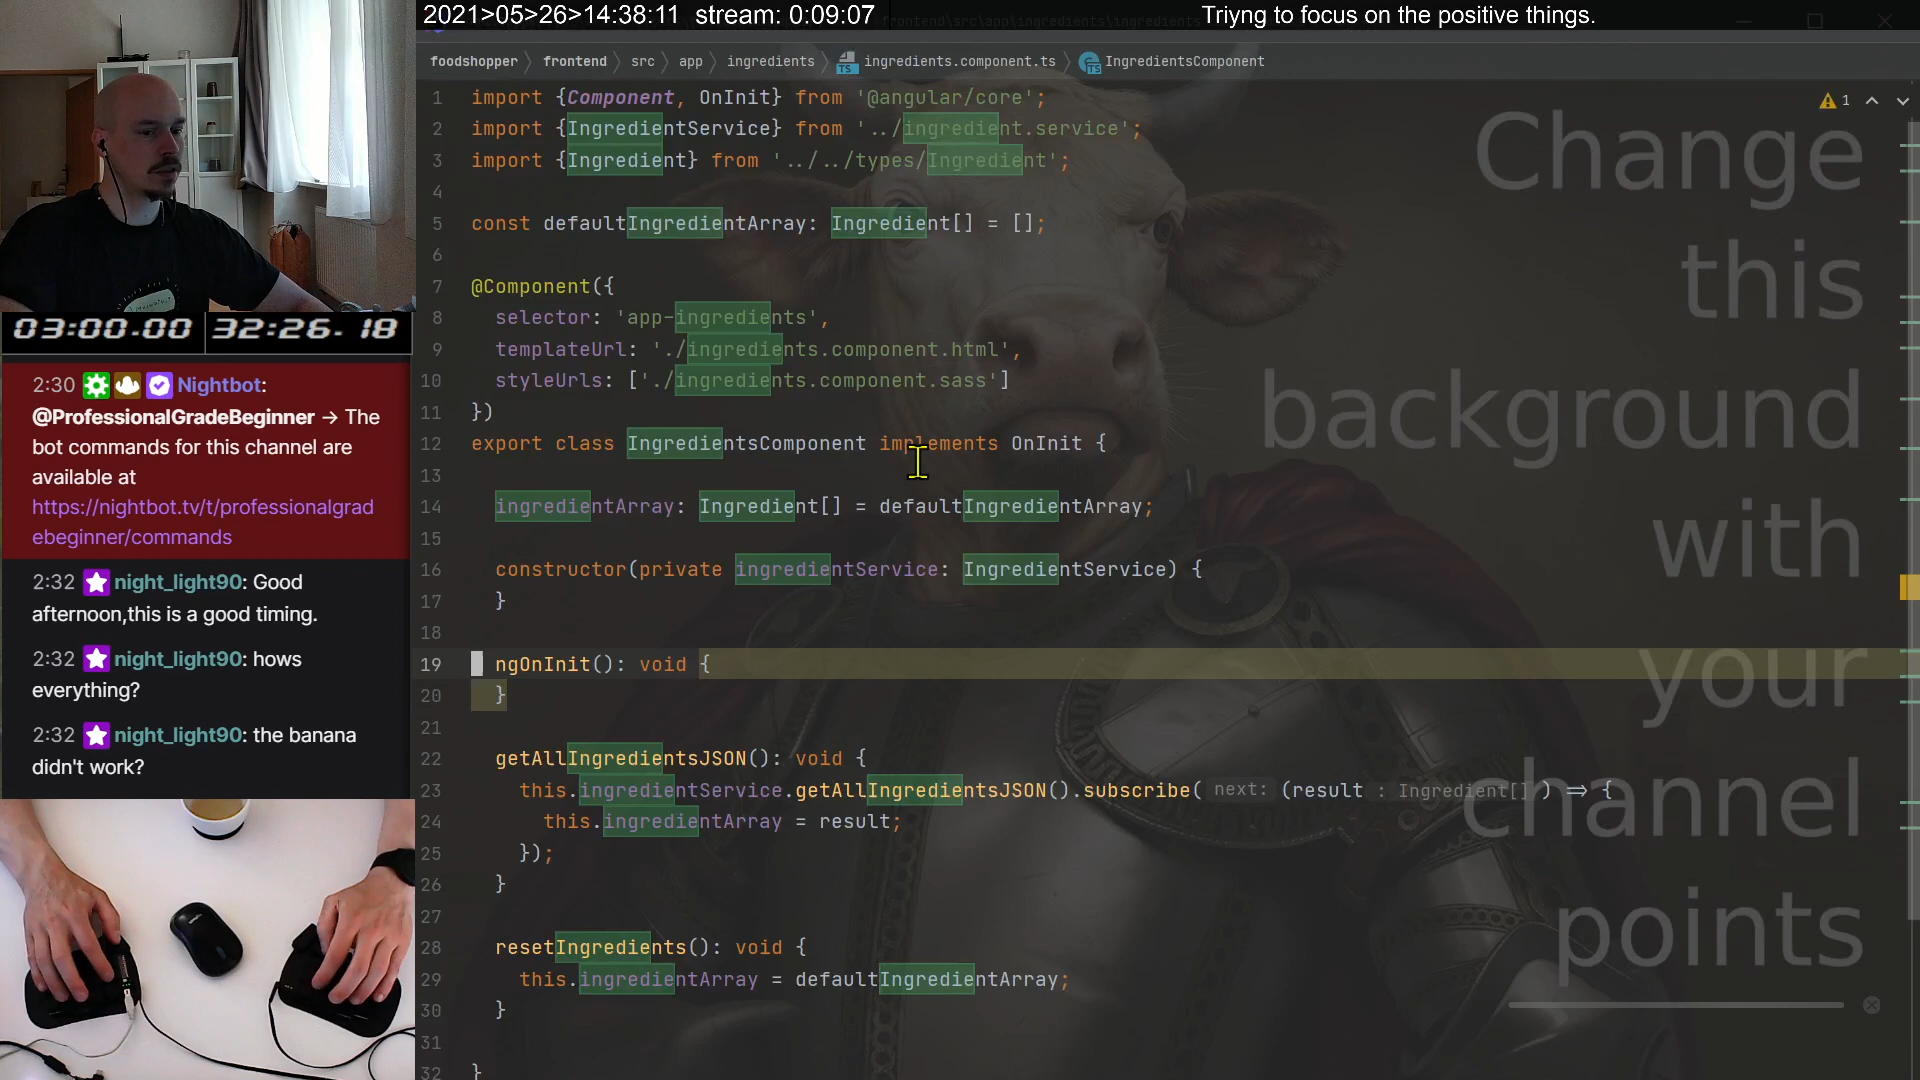 2021>05>26>14:38:11 stream: 0:09:07
Triyng to focus on the positive things.
foodshopper
frontend
src
app
ingredients
ingredients.component.ts
IngredientsComponent
1 import {Component, OnInit} from '@angular/core';
2 import {IngredientService} from '../ingredient.service';
3 import {Ingredient} from '../../types/Ingredient';
4
5 const defaultIngredientArray: Ingredient[] = [];
6
7 @Component({
8 selector: 'app-ingredients',
9 templateUrl: './ingredients.component.html',
10 styleUrls: ['./ingredients.component.sass']
11 })
12 export class IngredientsComponent implements OnInit {
13
14 ingredientArray: Ingredient[] = defaultIngredientArray;
15
16 constructor(private ingredientService: IngredientService) {
17 }
18
19 ngOnInit(): void {
20 }
21
22 getAllIngredientsJSON(): void {
23 this.ingredientService.getAllIngredientsJSON().subscribe( next: (result : Ingredient[] ) => {
24 this.ingredientArray = result;
25 });
26 }
27
28 resetIngredients(): void {
29 this.ingredientArray = defaultIngredientArray;
30 }
31
32 }
1
Change
this
background
with
your
channel
points
03:00.00
32:26.18
2:30 Nightbot:
@ProfessionalGradeBeginner → The
bot commands for this channel are
available at
https://nightbot.tv/t/professionalgrad
ebeginner/commands
2:32 night_light90: Good
afternoon,this is a good timing.
2:32 night_light90: hows
everything?
2:32 night_light90: the banana
didn't work?